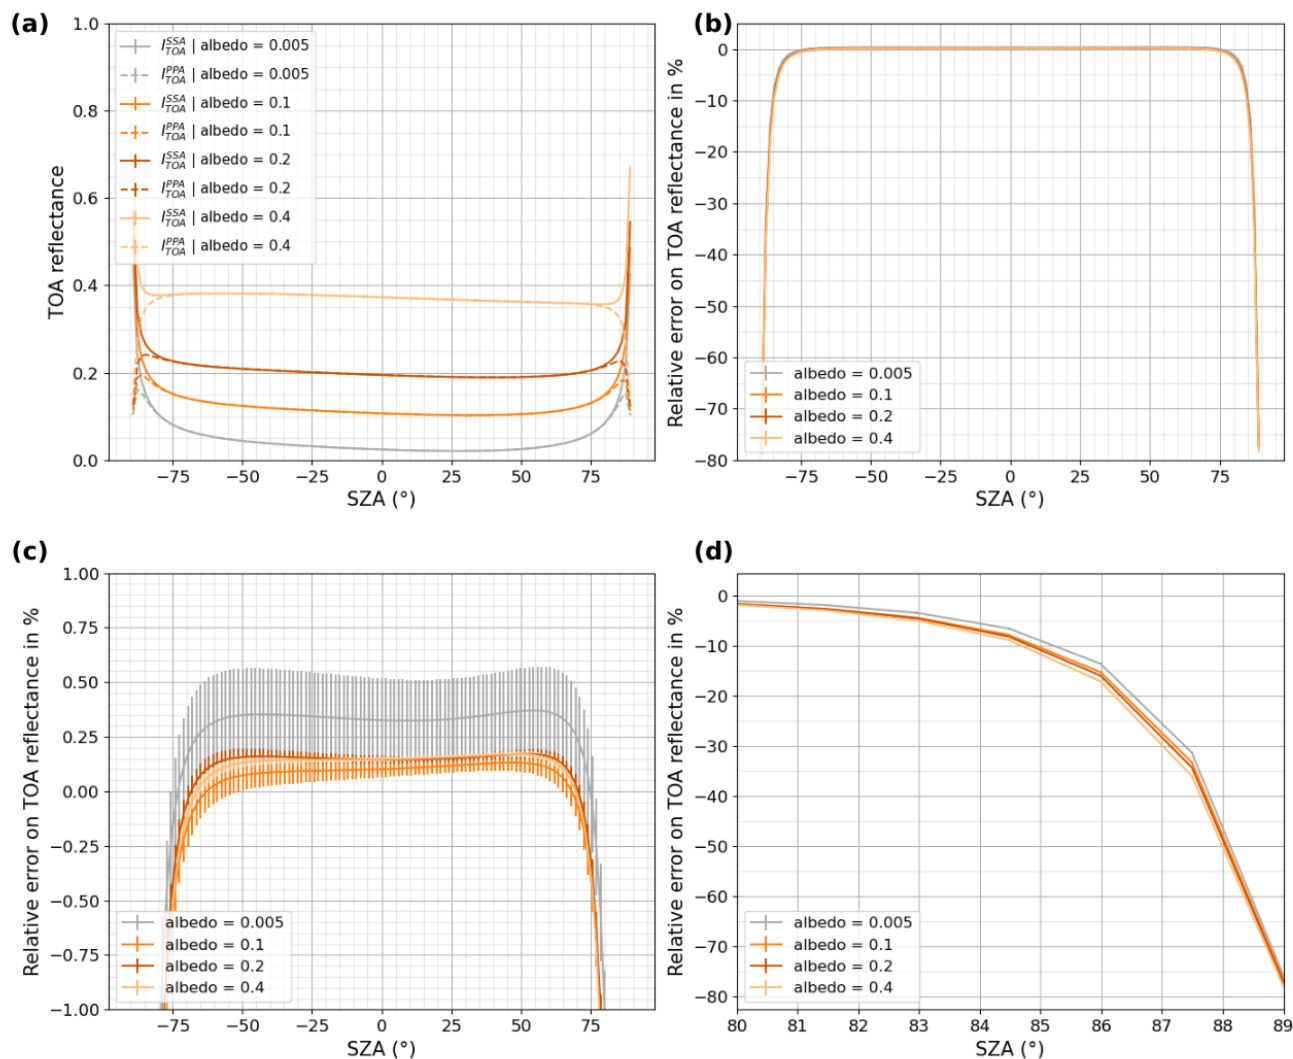 (a)
1.0
0.8
0.6
0.4
0.2
0.0
TOA reflectance
I^{SSA}_{TOA} | albedo = 0.005
I^{PPA}_{TOA} | albedo = 0.005
I^{SSA}_{TOA} | albedo = 0.1
I^{PPA}_{TOA} | albedo = 0.1
I^{SSA}_{TOA} | albedo = 0.2
I^{PPA}_{TOA} | albedo = 0.2
I^{SSA}_{TOA} | albedo = 0.4
I^{PPA}_{TOA} | albedo = 0.4
−75 −50 −25 0 25 50 75
SZA (°)
(b)
0
−10
−20
−30
−40
−50
−60
−70
−80
Relative error on TOA reflectance in %
albedo = 0.005
albedo = 0.1
albedo = 0.2
albedo = 0.4
−75 −50 −25 0 25 50 75
SZA (°)
(c)
1.00
0.75
0.50
0.25
0.00
−0.25
−0.50
−0.75
−1.00
Relative error on TOA reflectance in %
albedo = 0.005
albedo = 0.1
albedo = 0.2
albedo = 0.4
−75 −50 −25 0 25 50 75
SZA (°)
(d)
0
−10
−20
−30
−40
−50
−60
−70
−80
Relative error on TOA reflectance in %
albedo = 0.005
albedo = 0.1
albedo = 0.2
albedo = 0.4
80 81 82 83 84 85 86 87 88 89
SZA (°)